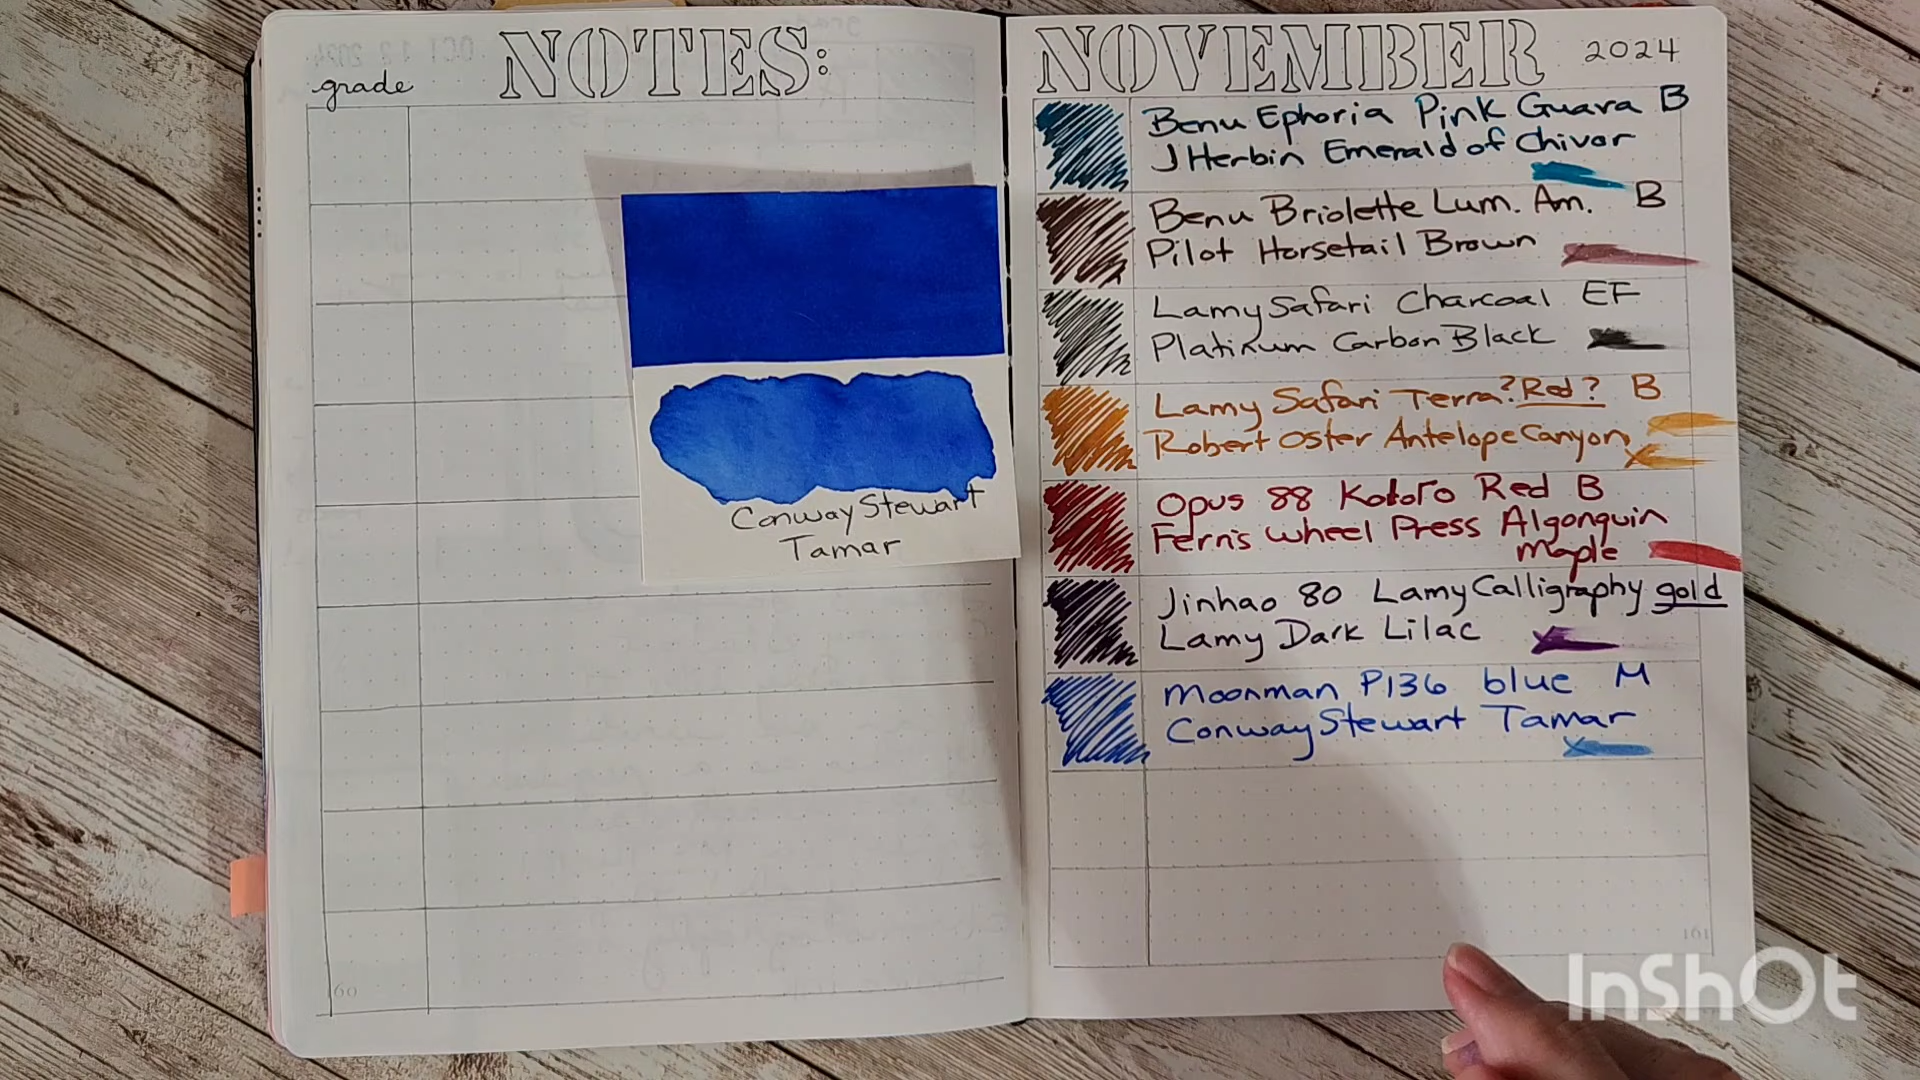 NOTES:
grade
Conway Stewart
Tamar
160
NOVEMBER 2024
Benu Ephoria Pink Guava B
J Herbin Emerald of Chivor
Benu Briolette Lum. Am. B
Pilot Horsetail Brown
Lamy Safari Charcoal EF
Platinum Carbon Black
Lamy Safari Terra? Red? B
Robert Oster Antelope Canyon
Opus 88 Koloro Red B
Ferris Wheel Press Algonquin
Maple
Jinhao 80 Lamy Calligraphy gold
Lamy Dark Lilac
Moonman P136 blue M
Conway Stewart Tamar
161
InShOt